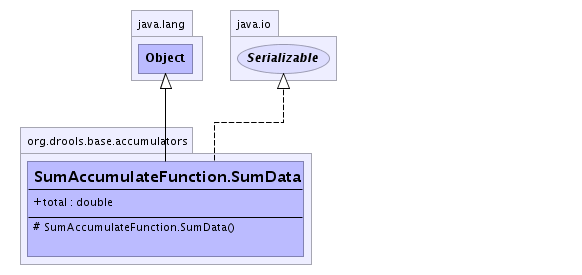 java.lang
java.io
Object
Serializable
org.drools.base.accumulators
SumAccumulateFunction.SumData
+total : double
# SumAccumulateFunction.SumData()